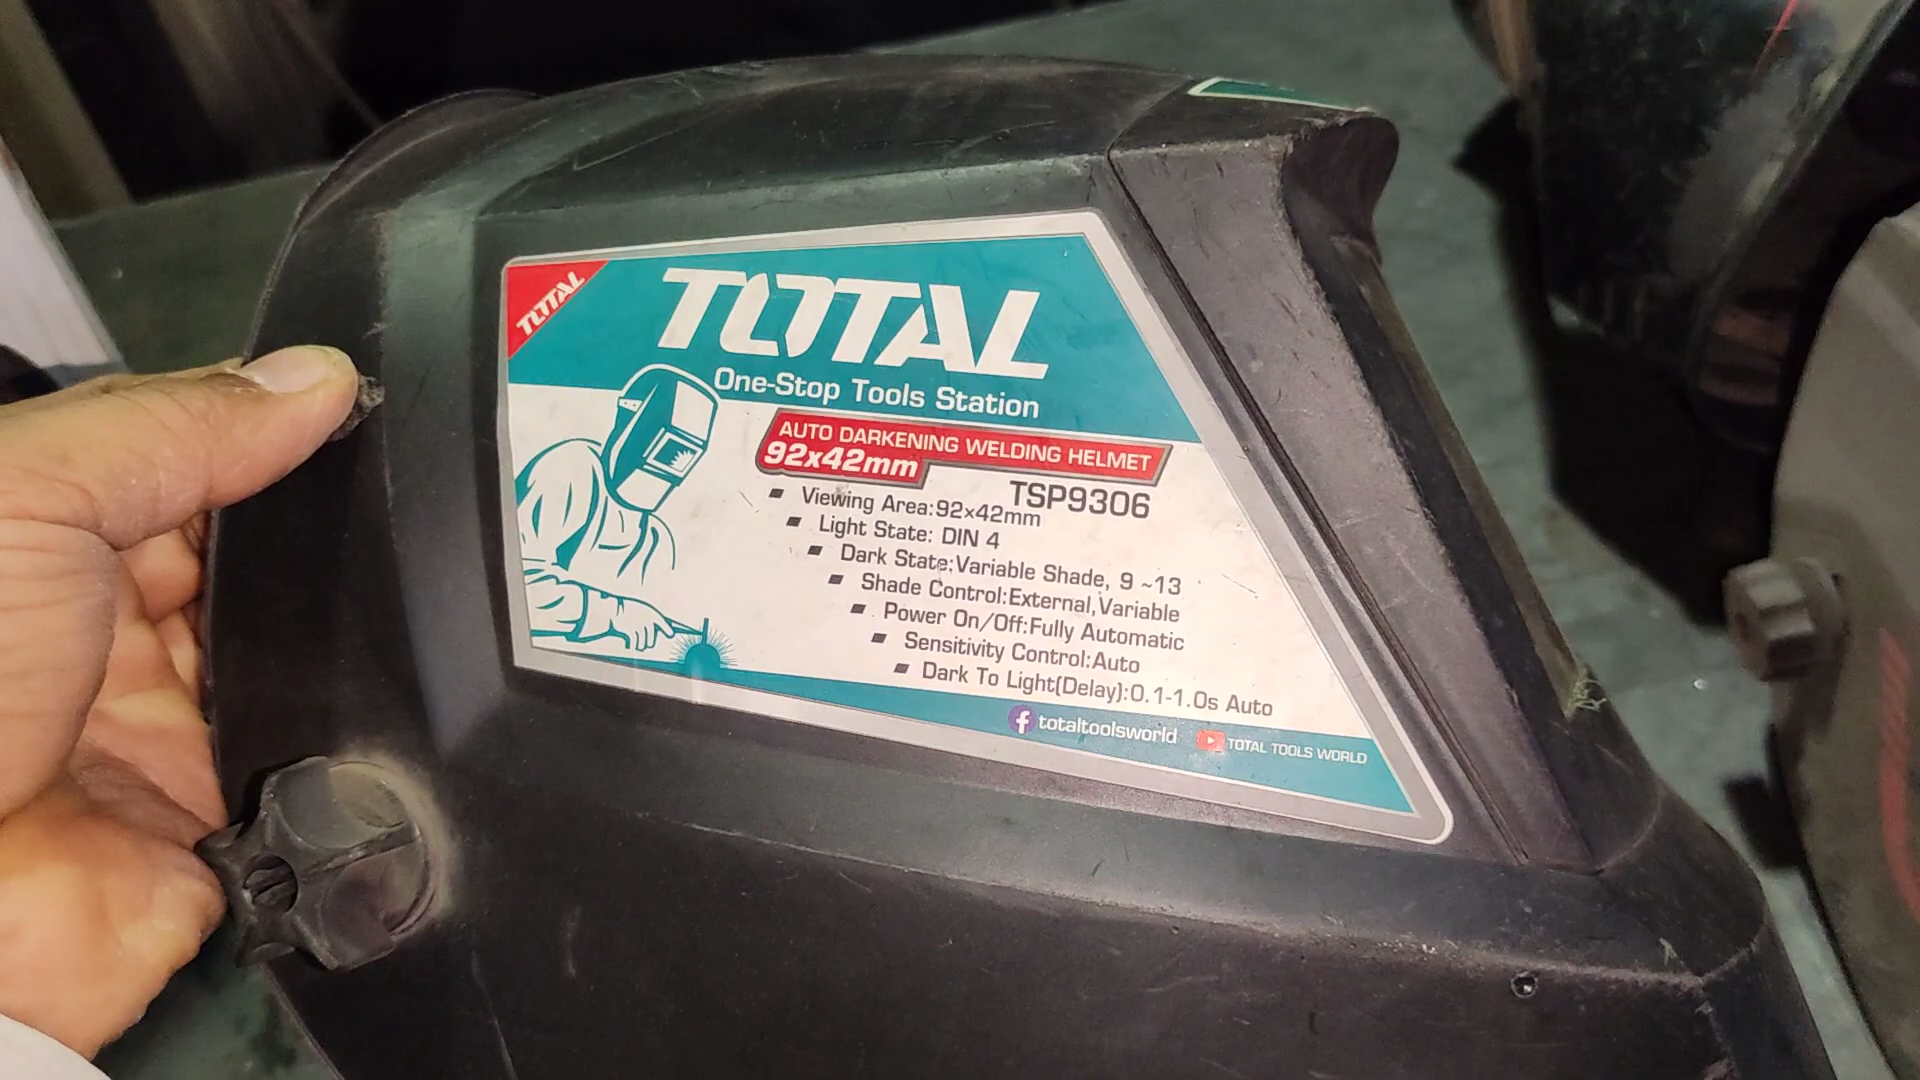 TOTAL
TOTAL
One-Stop Tools Station
AUTO DARKENING WELDING HELMET
92x42mm
TSP9306
▪ Viewing Area:92×42mm
▪ Light State: DIN 4
▪ Dark State:Variable Shade, 9 ~13
▪ Shade Control:External,Variable
▪ Power On/Off:Fully Automatic
▪ Sensitivity Control:Auto
▪ Dark To Light(Delay):0.1-1.0s Auto
totaltoolsworld
TOTAL TOOLS WORLD